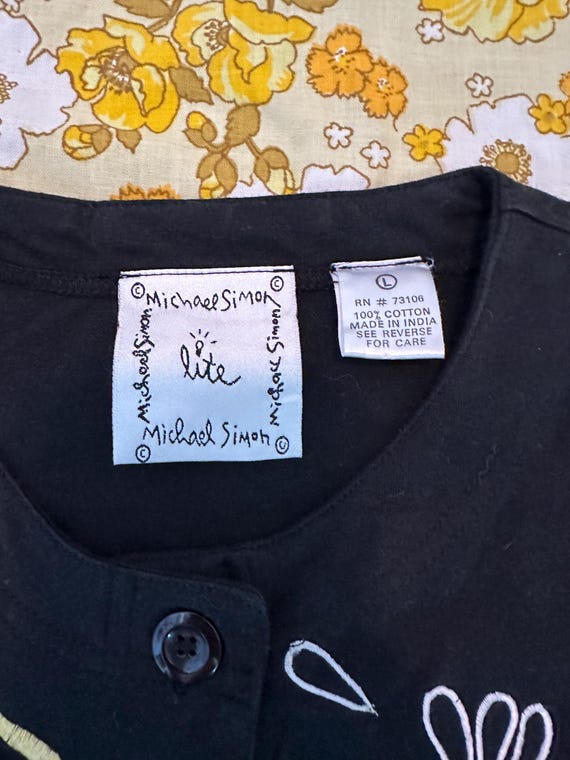 © Michael Simon
Michael Simon
lite
Michael Simon
© Michael Simon ©
L
RN # 73106
100% COTTON
MADE IN INDIA
SEE REVERSE
FOR CARE